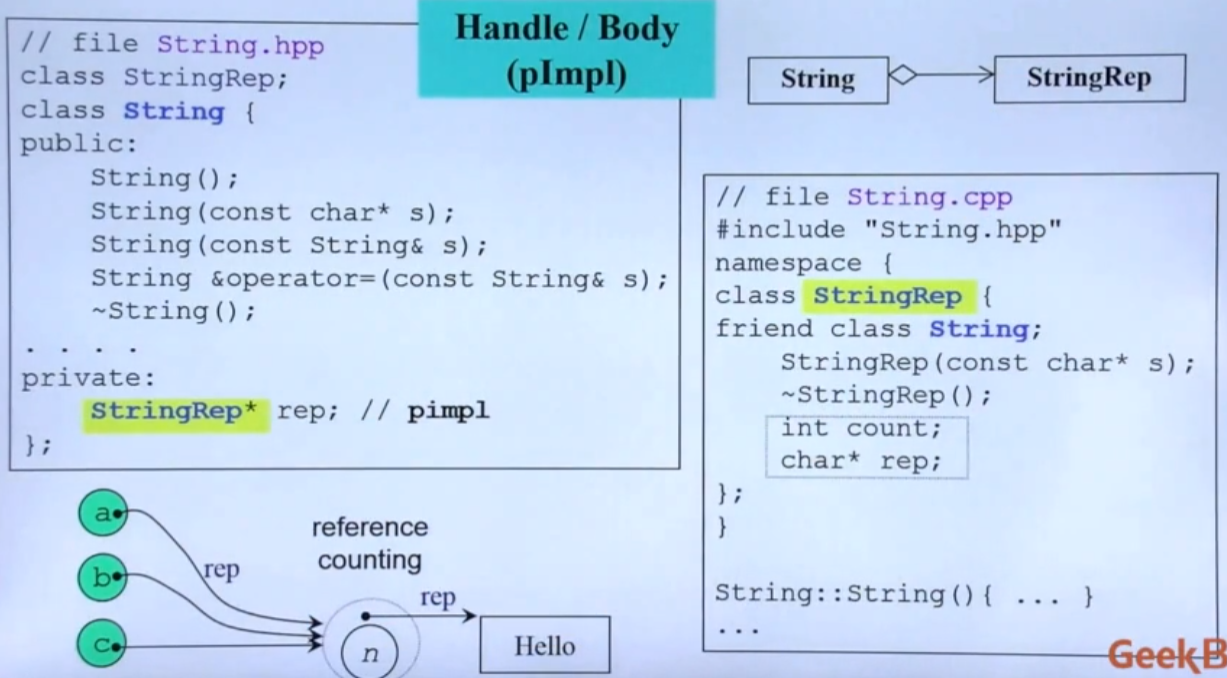 Handle / Body
(pImpl)
// file String.hpp
class StringRep;
class String {
public:
String();
String(const char* s);
String(const String& s);
String &operator=(const String& s);
~String();
. . . .
private:
StringRep* rep; // pimpl
};
String
StringRep
// file String.cpp
#include "String.hpp"
namespace {
class StringRep {
friend class String;
StringRep(const char* s);
~StringRep();
int count;
char* rep;
};
}
String::String(){ ... }
...
a
b
c
rep
reference
counting
rep
n
Hello
GeekB